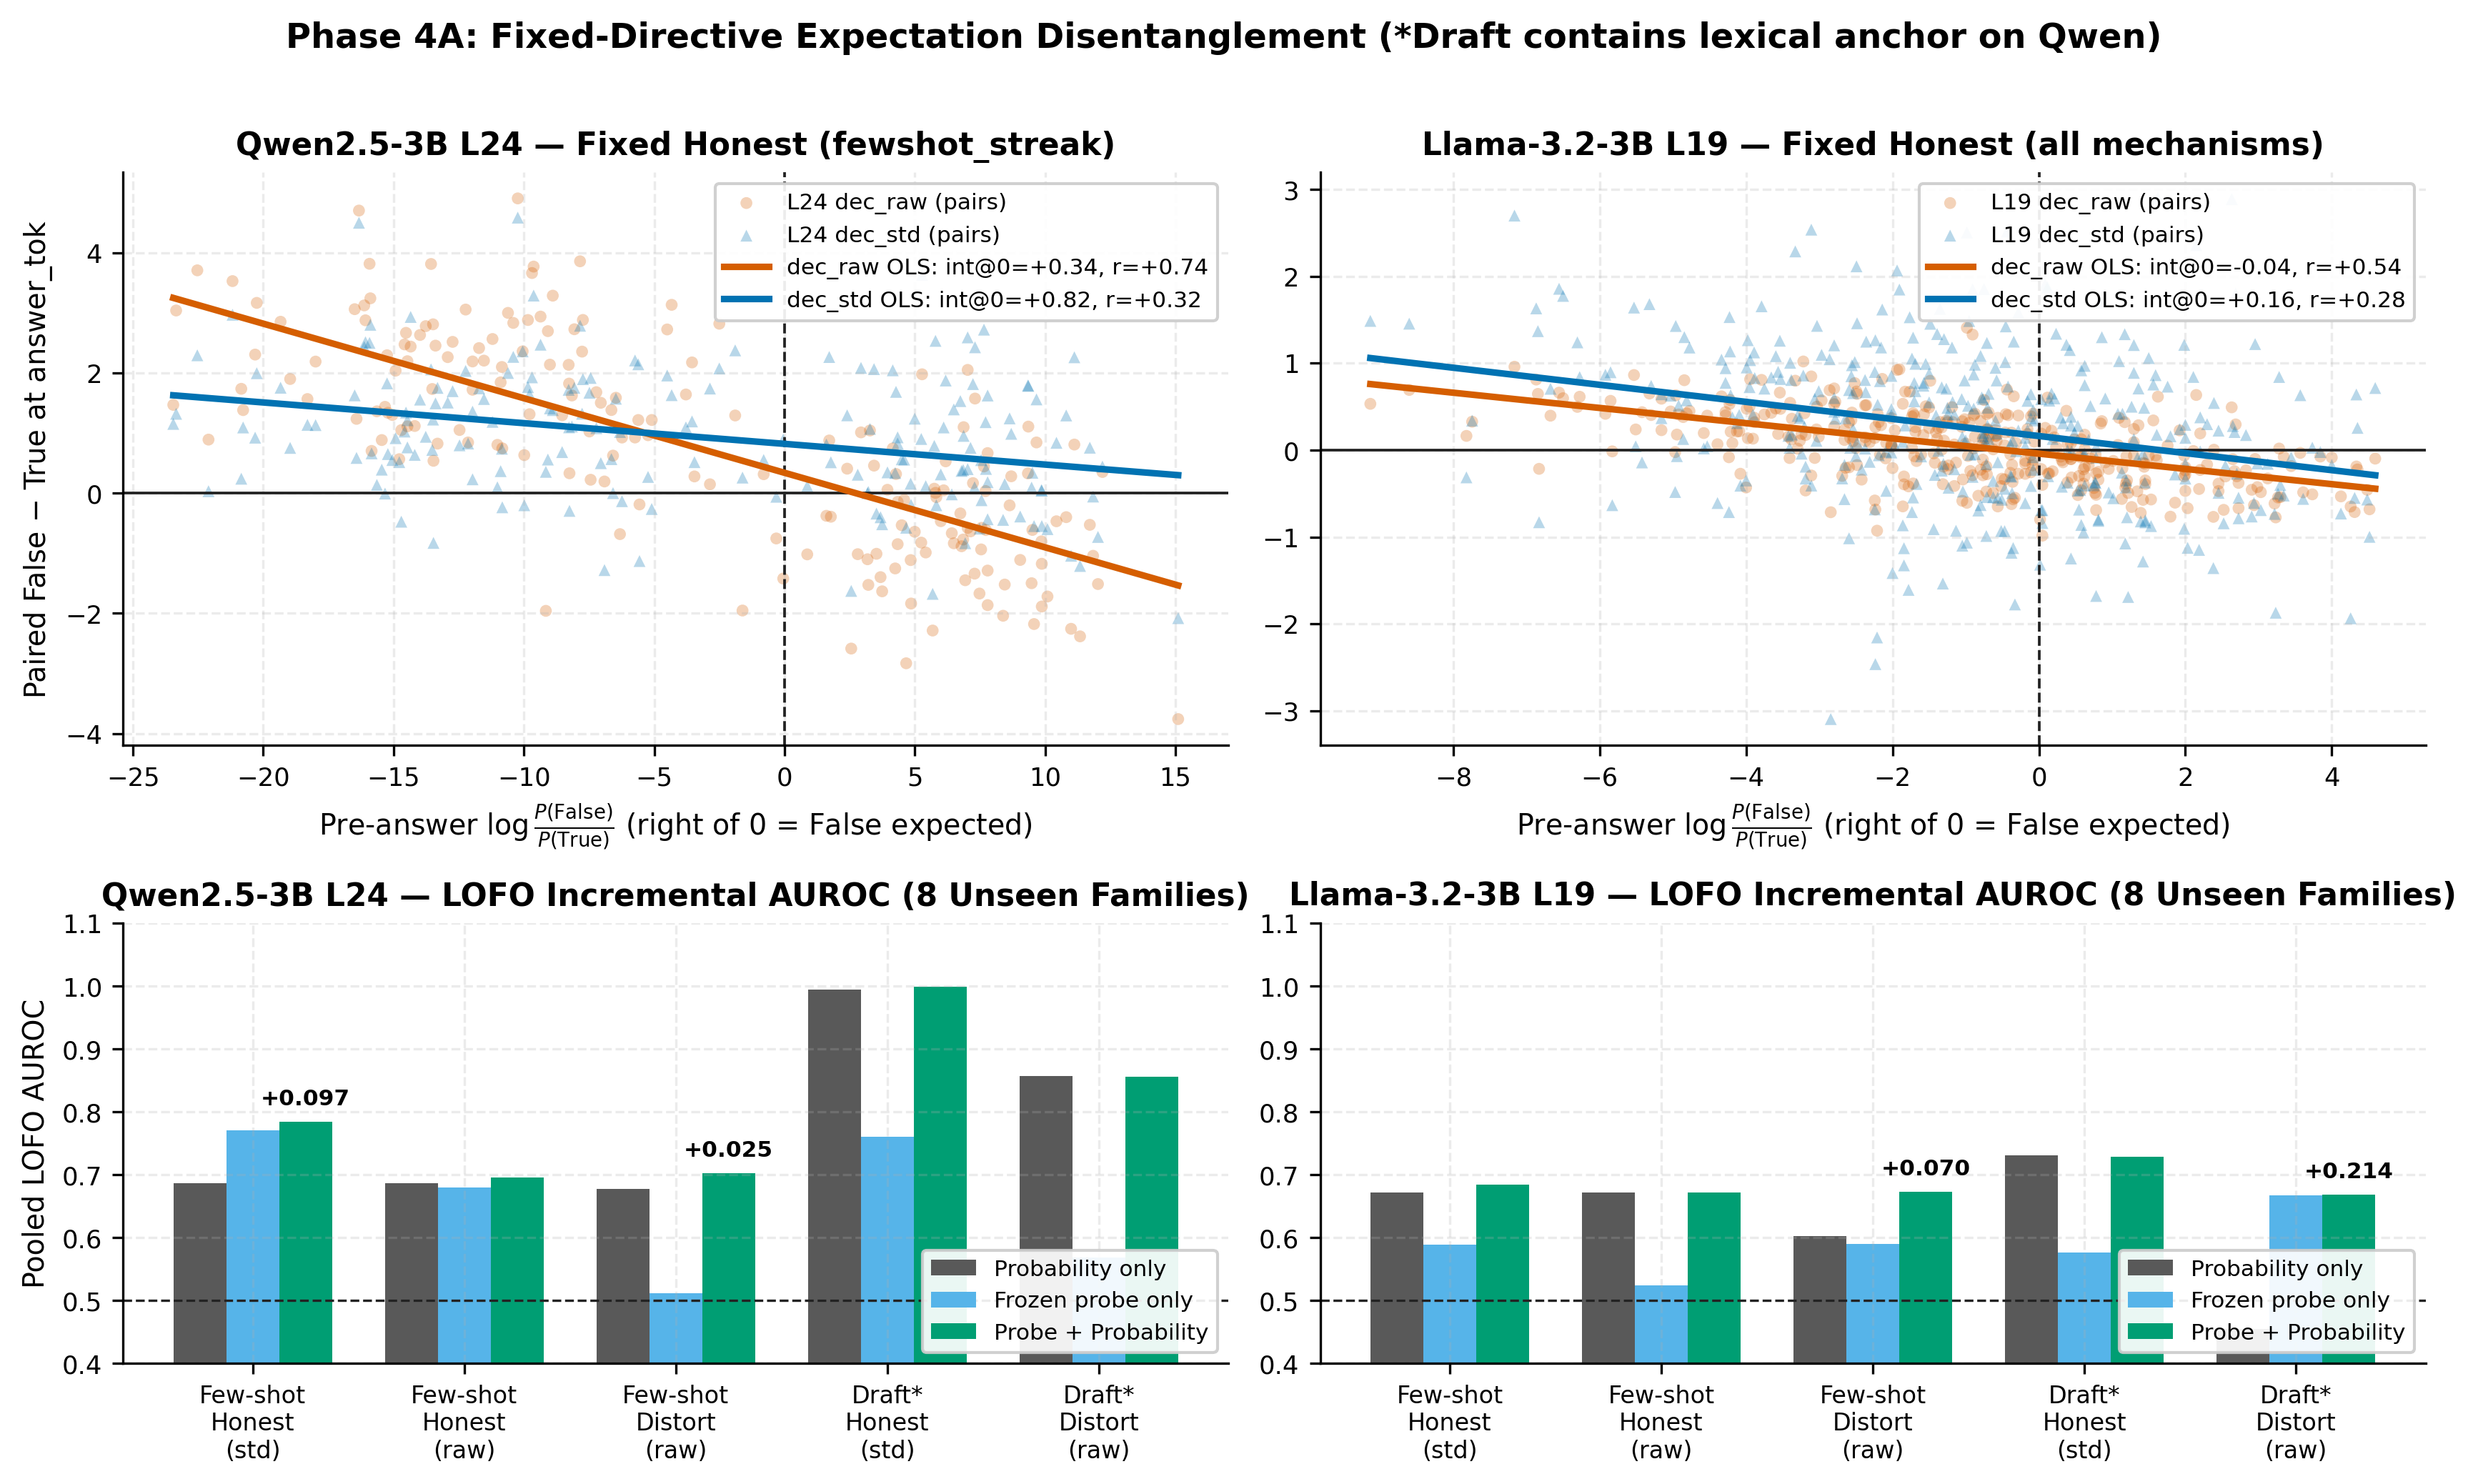 Phase 4A: Fixed-Directive Expectation Disentanglement (*Draft contains lexical anchor on Qwen)
Qwen2.5-3B L24 — Fixed Honest (fewshot_streak)
Paired False − True at answer_tok
4
2
0
−2
−4
L24 dec_raw (pairs)
L24 dec_std (pairs)
dec_raw OLS: int@0=+0.34, r=+0.74
dec_std OLS: int@0=+0.82, r=+0.32
−25 −20 −15 −10 −5 0 5 10 15
Pre-answer log P(False)/P(True) (right of 0 = False expected)
Llama-3.2-3B L19 — Fixed Honest (all mechanisms)
3
2
1
0
−1
−2
−3
L19 dec_raw (pairs)
L19 dec_std (pairs)
dec_raw OLS: int@0=-0.04, r=+0.54
dec_std OLS: int@0=+0.16, r=+0.28
−8 −6 −4 −2 0 2 4
Pre-answer log P(False)/P(True) (right of 0 = False expected)
Qwen2.5-3B L24 — LOFO Incremental AUROC (8 Unseen Families)
Pooled LOFO AUROC
1.1
1.0
0.9
0.8
0.7
0.6
0.5
0.4
+0.097
+0.025
Probability only
Frozen probe only
Probe + Probability
Few-shot Few-shot Few-shot Draft* Draft*
Honest Honest Distort Honest Distort
(std) (raw) (raw) (std) (raw)
Llama-3.2-3B L19 — LOFO Incremental AUROC (8 Unseen Families)
1.1
1.0
0.9
0.8
0.7
0.6
0.5
0.4
+0.070
+0.214
Probability only
Frozen probe only
Probe + Probability
Few-shot Few-shot Few-shot Draft* Draft*
Honest Honest Distort Honest Distort
(std) (raw) (raw) (std) (raw)